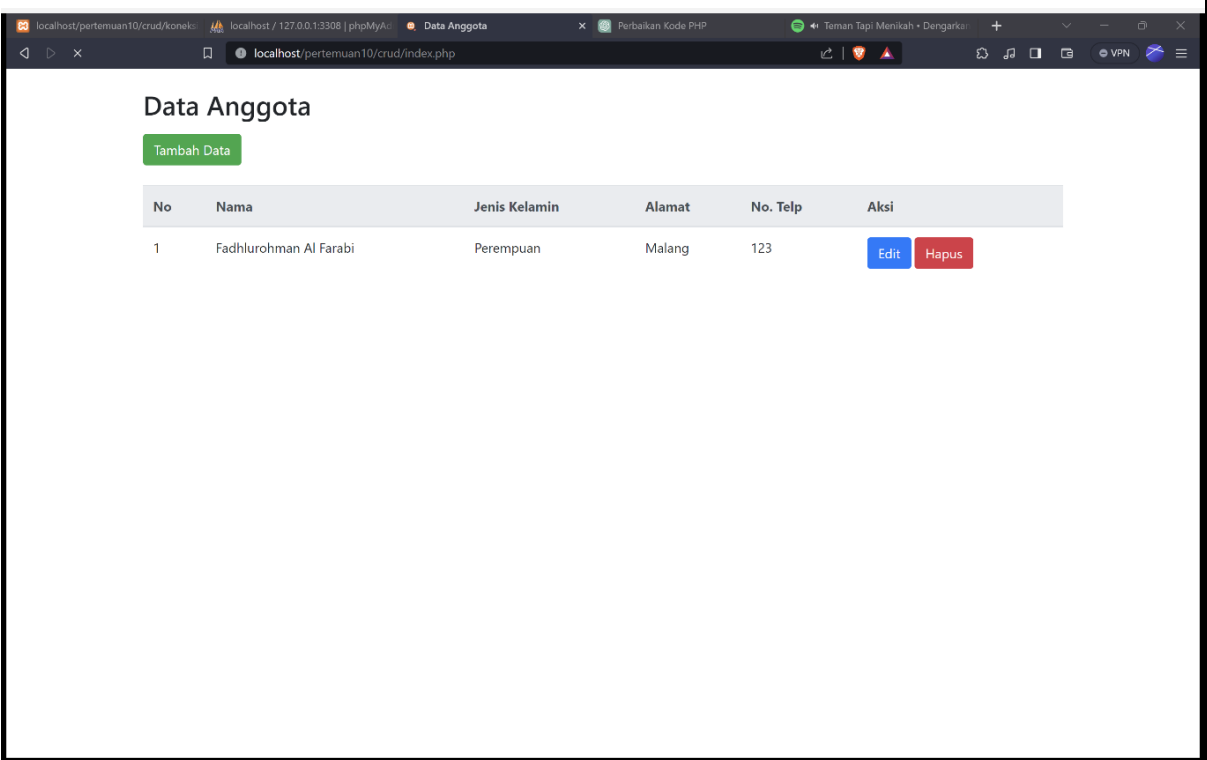 localhost/pertemuan10/crud/koneks
localhost / 127.0.0.1:3308 | phpMyAd
Data Anggota
Perbaikan Kode PHP
Teman Tapi Menikah • Dengarkan
localhost/pertemuan10/crud/index.php
VPN
Data Anggota
Tambah Data
No Nama Jenis Kelamin Alamat No. Telp Aksi
1 Fadhlurohman Al Farabi Perempuan Malang 123 Edit Hapus